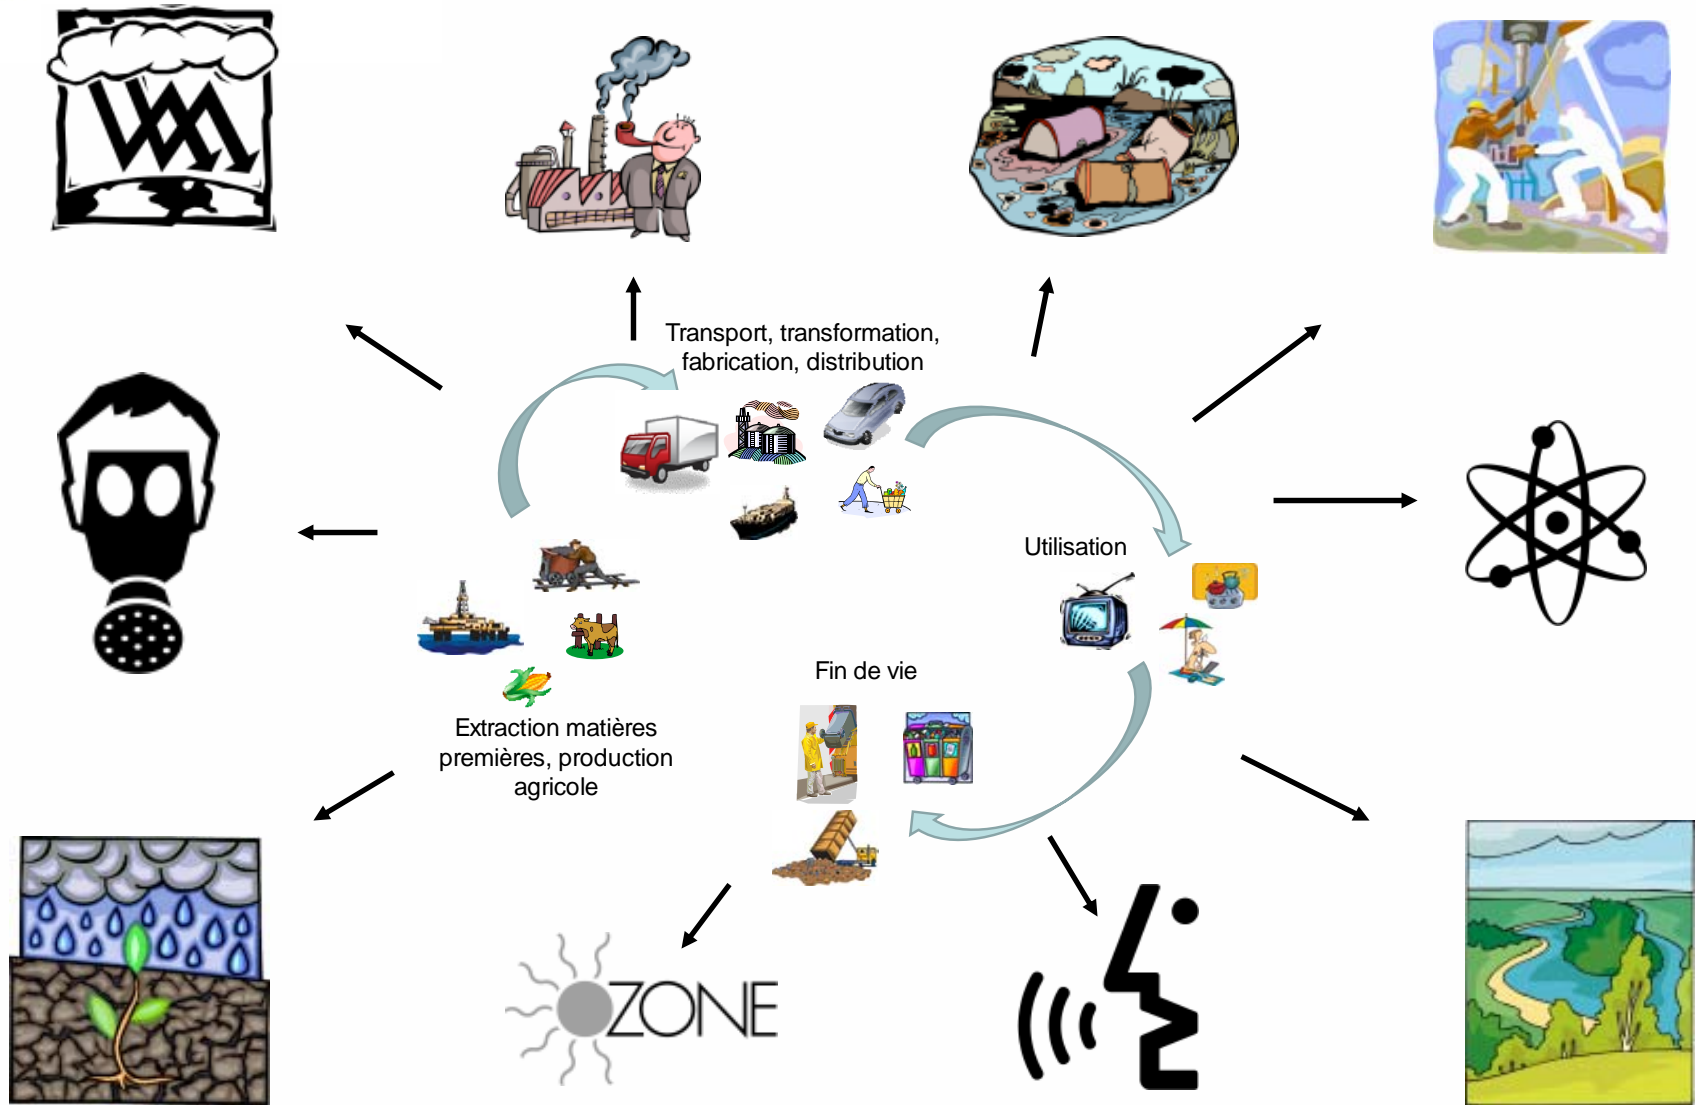 Transport, transformation,
fabrication, distribution
Utilisation
Fin de vie
Extraction matières
premières, production
agricole
OZONE